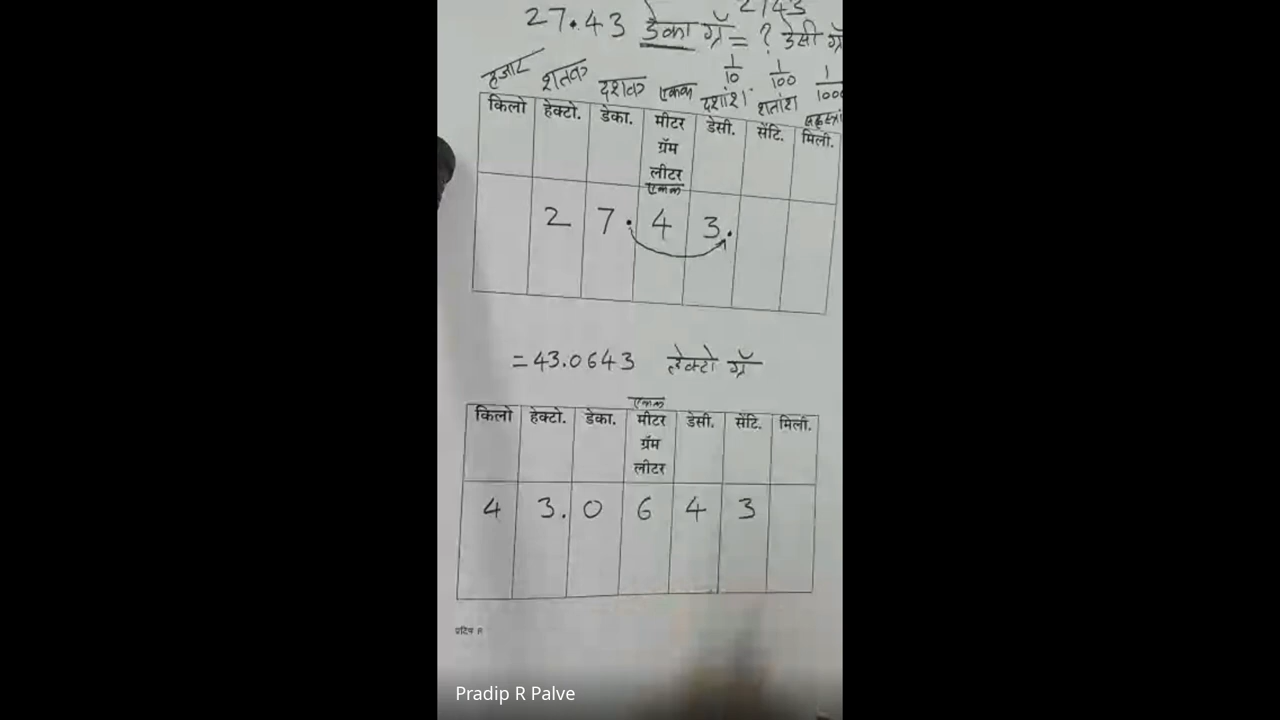 2743
27.43 डेका ग्रॅ = ? डेसी ग्रॅ
हजार शतक दशक एकक 1/10 दशांश 1/100 शतांश 1/1000
किलो हेक्टो. डेका. मीटर डेसी. सेंटि. मिली.
ग्रॅम
लीटर
एकक
2 7. 4 3.
=43.0643 हेक्टो ग्रॅ
एकक
किलो हेक्टो. डेका. मीटर डेसी. सेंटि. मिली.
ग्रॅम
लीटर
4 3. 0 6 4 3
Pradip R Palve